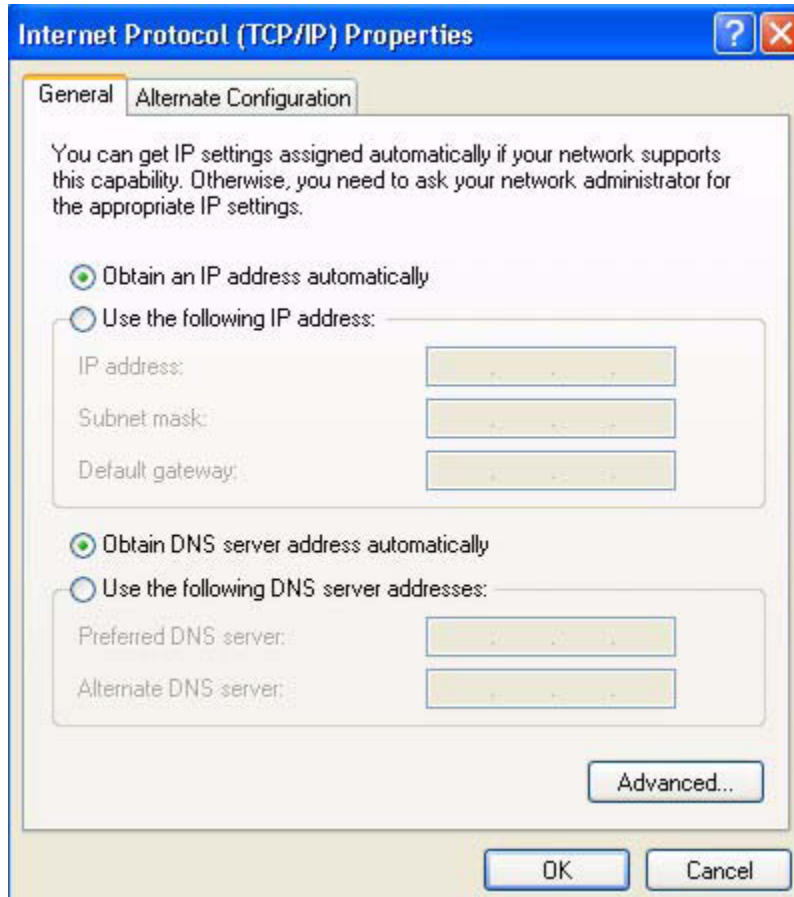 Internet Protocol (TCP/IP) Properties
General
Alternate Configuration
You can get IP settings assigned automatically if your network supports
this capability. Otherwise, you need to ask your network administrator for
the appropriate IP settings.
Obtain an IP address automatically
Use the following IP address:
IP address:
Subnet mask:
Default gateway:
Obtain DNS server address automatically
Use the following DNS server addresses:
Preferred DNS server:
Alternate DNS server:
Advanced...
OK
Cancel